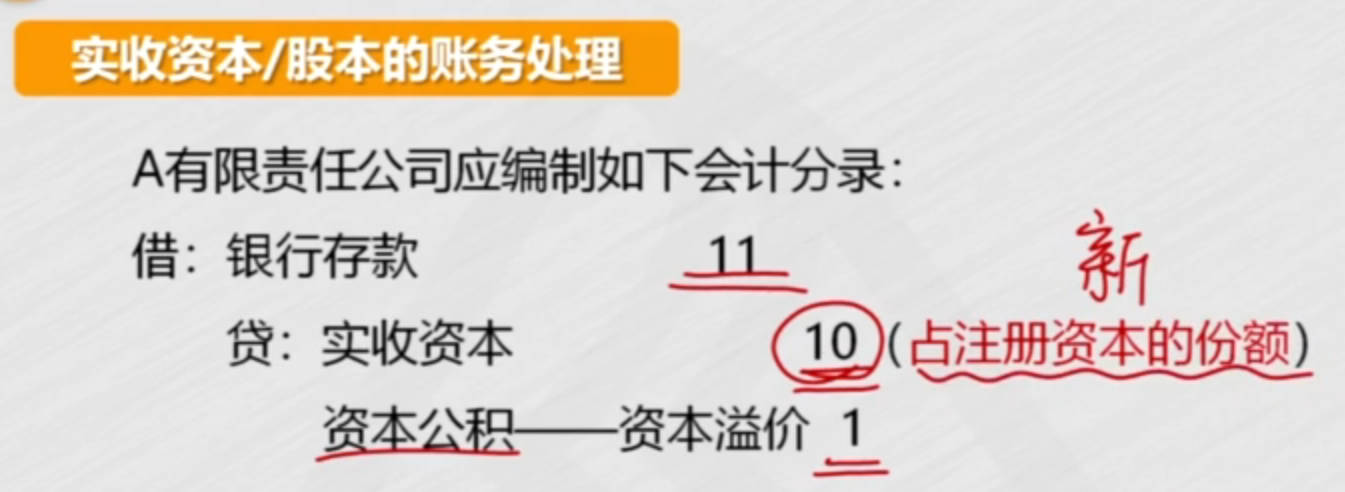 实收资本/股本的账务处理
A有限责任公司应编制如下会计分录：
借：银行存款 11
新
贷：实收资本 10（占注册资本的份额）
资本公积——资本溢价 1